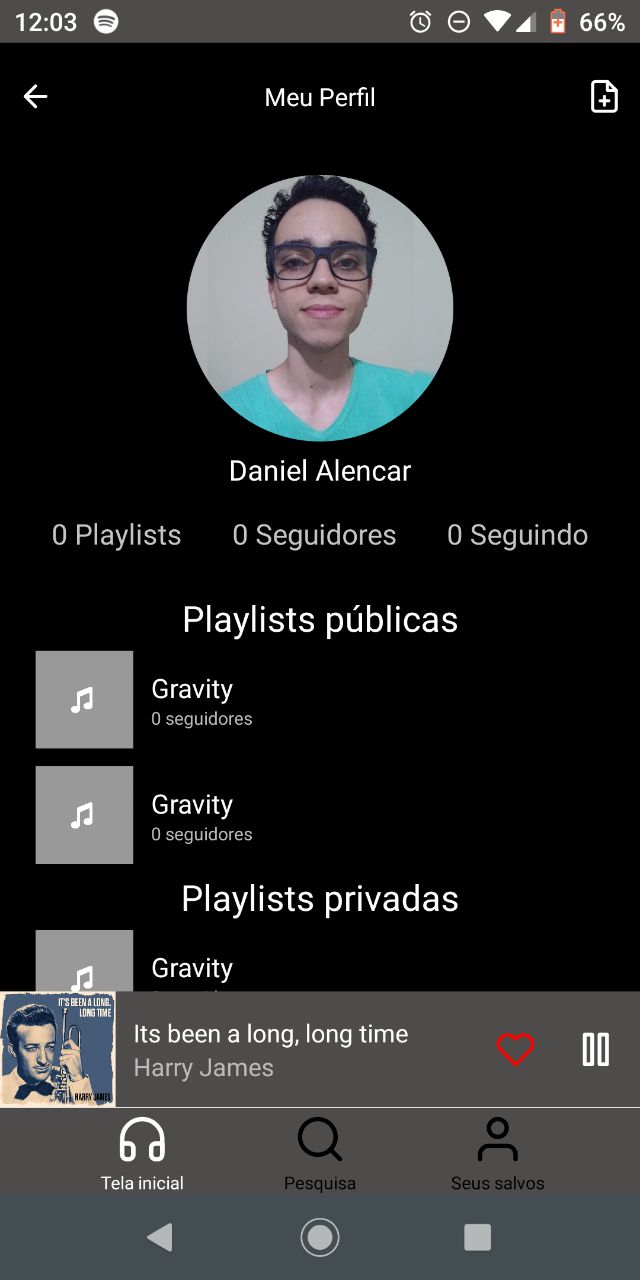 12:03
66%
Meu Perfil
Daniel Alencar
0 Playlists
0 Seguidores
0 Seguindo
Playlists públicas
Gravity
0 seguidores
Gravity
0 seguidores
Playlists privadas
Gravity
IT'S BEEN A LONG,
LONG TIME
HARRY JAMES
Its been a long, long time
Harry James
Tela inicial
Pesquisa
Seus salvos